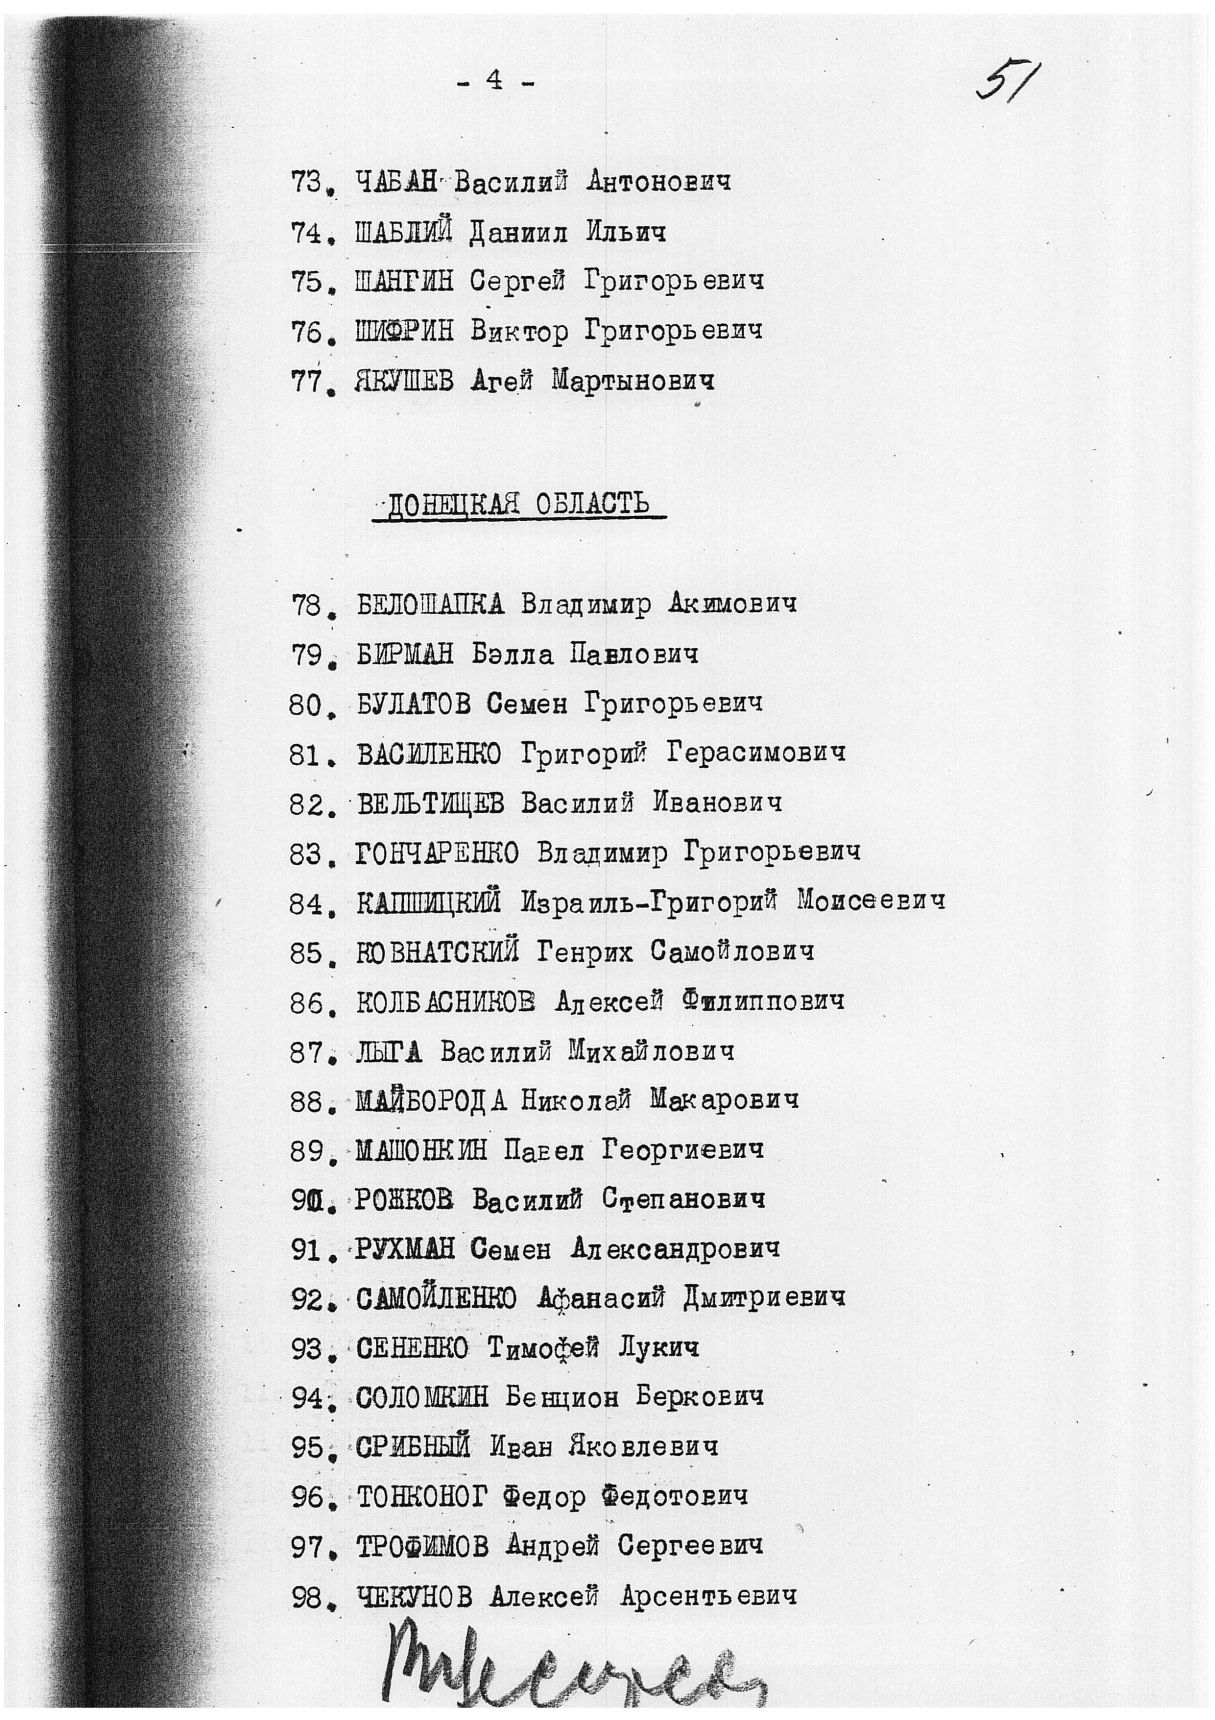 - 4 -
51
73. ЧАБАН Василий Антонович
74. ШАБЛИЙ Даниил Ильич
75. ШАНГИН Сергей Григорьевич
76. ШИФРИН Виктор Григорьевич
77. ЯКУШЕВ Агей Мартынович
ДОНЕЦКАЯ ОБЛАСТЬ
78. БЕЛОШАПКА Владимир Акимович
79. БИРМАН Бэлла Павлович
80. БУЛАТОВ Семен Григорьевич
81. ВАСИЛЕНКО Григорий Герасимович
82. ВЕЛЬТИЩЕВ Василий Иванович
83. ГОНЧАРЕНКО Владимир Григорьевич
84. КАПШИЦКИЙ Израиль-Григорий Моисеевич
85. КОВНАТСКИЙ Генрих Самойлович
86. КОЛБАСНИКОВ Алексей Филиппович
87. ЛЫГА Василий Михайлович
88. МАЙБОРОДА Николай Макарович
89. МАШОНКИН Павел Георгиевич
90. РОЖКОВ Василий Степанович
91. РУХМАН Семен Александрович
92. САМОЙЛЕНКО Афанасий Дмитриевич
93. СЕНЕНКО Тимофей Лукич
94. СОЛОМКИН Бенцион Беркович
95. СРИБНЫЙ Иван Яковлевич
96. ТОНКОНОГ Федор Федотович
97. ТРОФИМОВ Андрей Сергеевич
98. ЧЕКУНОВ Алексей Арсентьевич